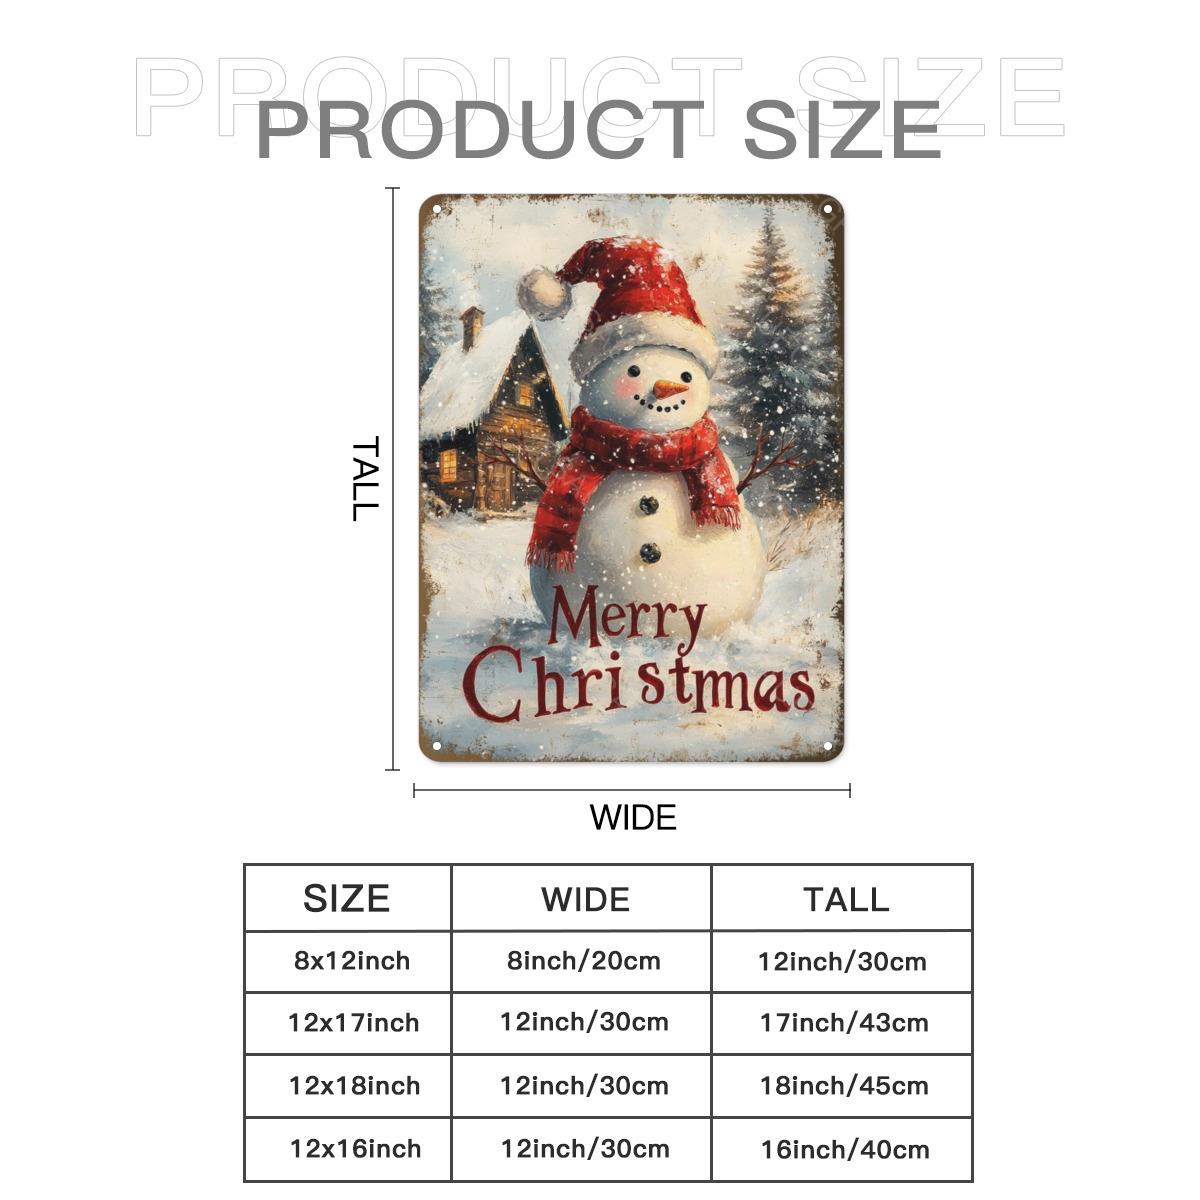 PRODUCT SIZE
PRODUCT SIZE
TALL
Merry
Christmas
WIDE
SIZE WIDE TALL
8x12inch 8inch/20cm 12inch/30cm
12x17inch 12inch/30cm 17inch/43cm
12x18inch 12inch/30cm 18inch/45cm
12x16inch 12inch/30cm 16inch/40cm